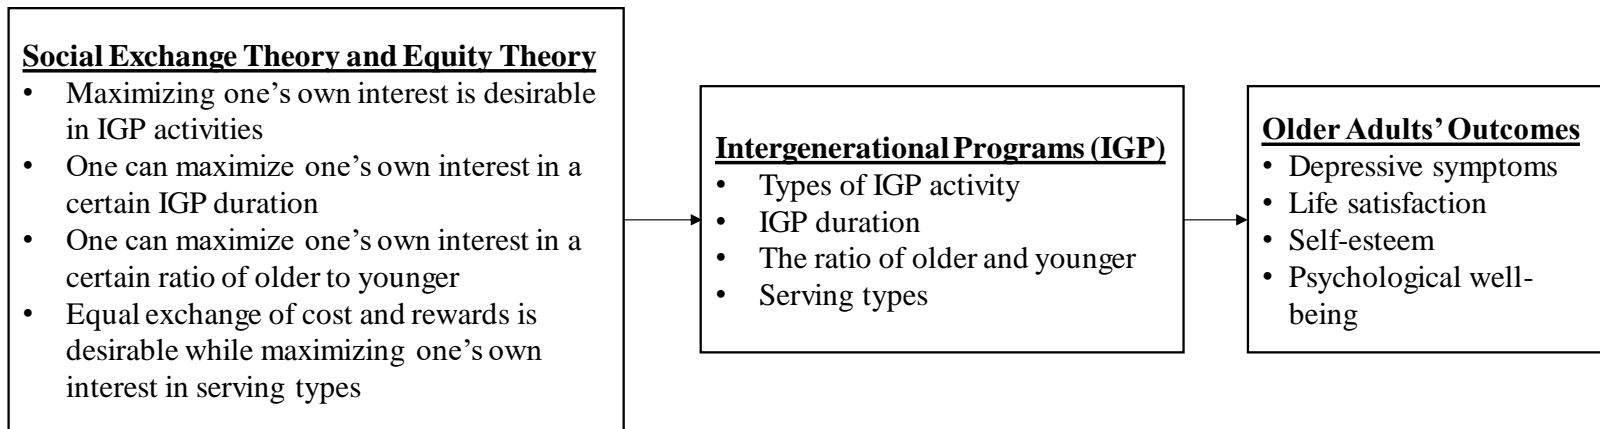 Social Exchange Theory and Equity Theory
• Maximizing one’s own interest is desirable
in IGP activities
• One can maximize one’s own interest in a
certain IGP duration
• One can maximize one’s own interest in a
certain ratio of older to younger
• Equal exchange of cost and rewards is
desirable while maximizing one’s own
interest in serving types
Intergenerational Programs (IGP)
• Types of IGP activity
• IGP duration
• The ratio of older and younger
• Serving types
Older Adults’ Outcomes
• Depressive symptoms
• Life satisfaction
• Self-esteem
• Psychological well-
being